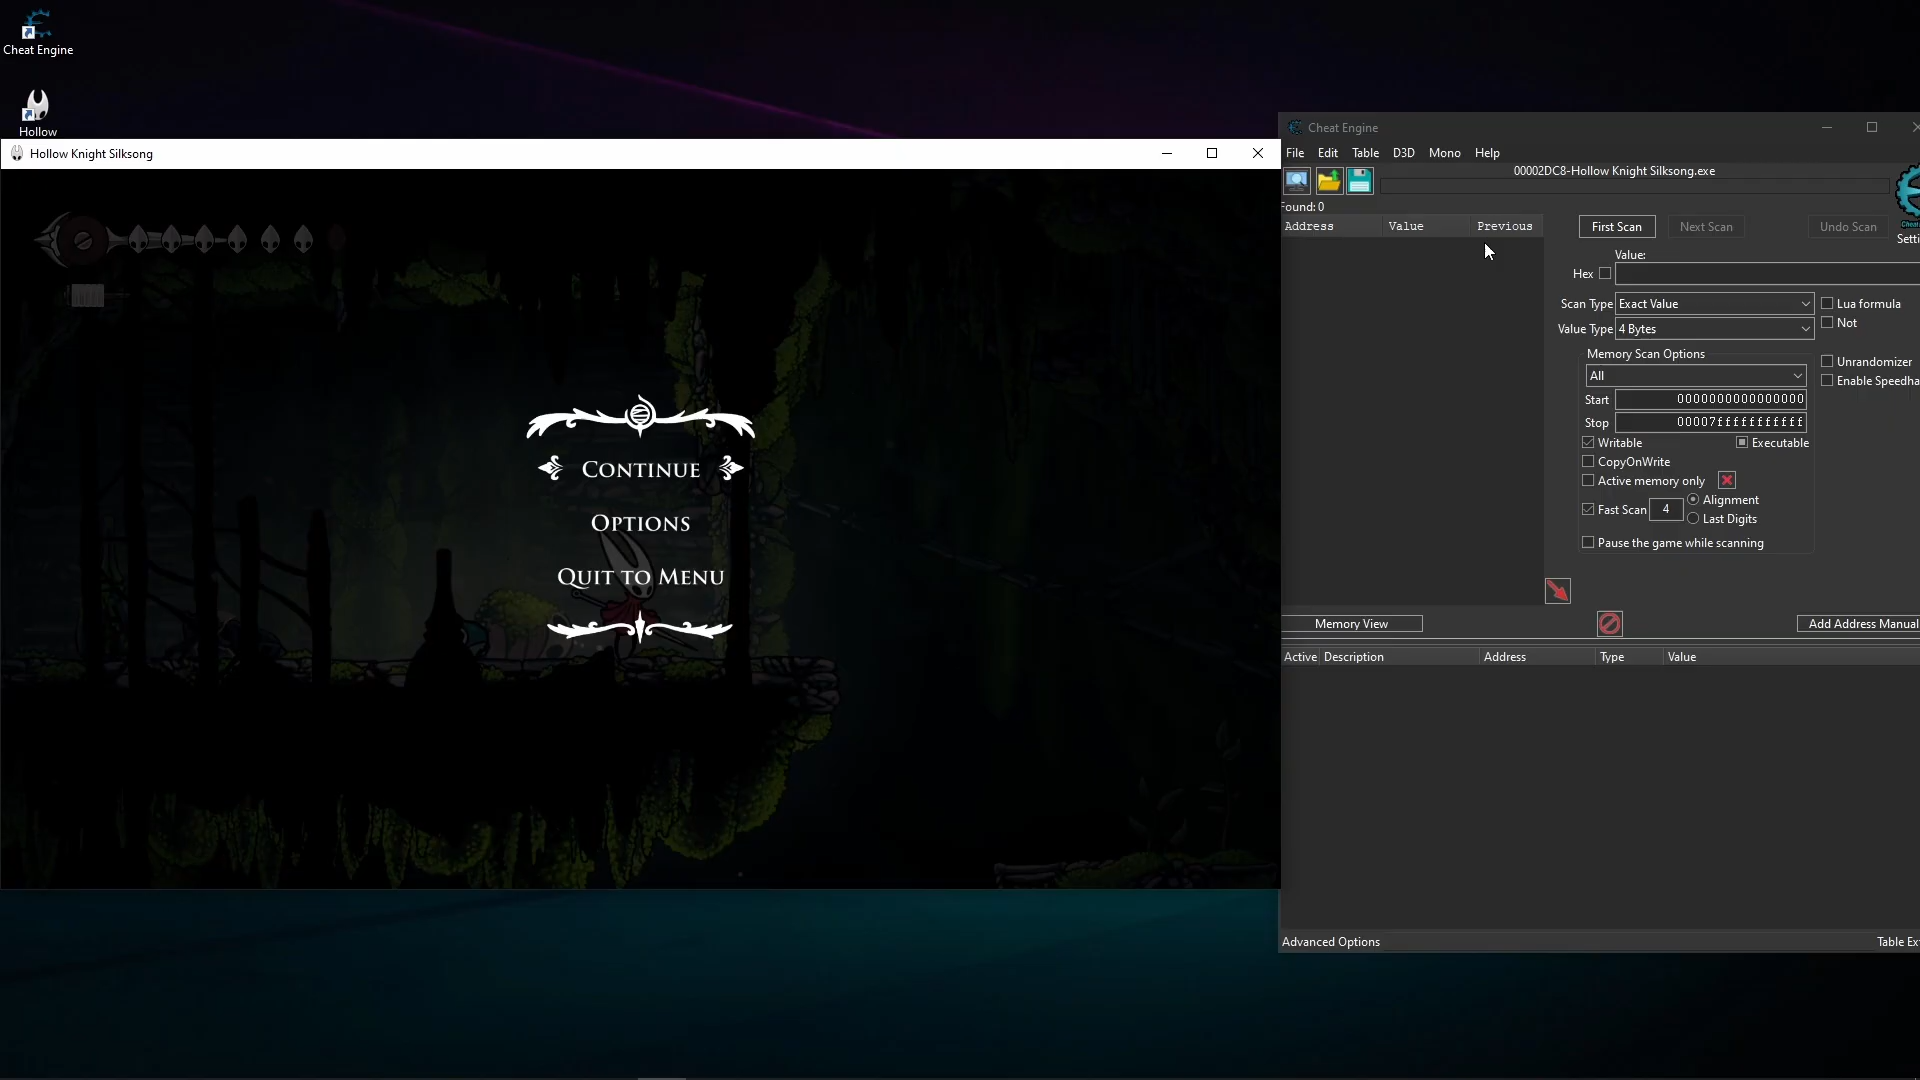 Cheat Engine
Hollow
Hollow Knight Silksong
Continue
Options
Quit to Menu
Cheat Engine
File Edit Table D3D Mono Help
00002DC8-Hollow Knight Silksong.exe
Found: 0
Address Value Previous
First Scan Next Scan Undo Scan
Setti
Value:
Hex
Scan Type Exact Value
Lua formula
Value Type 4 Bytes
Not
Memory Scan Options
All
Unrandomizer
Enable Speedha
Start 0000000000000000
Stop 00007fffffffffff
Writable Executable
CopyOnWrite
Active memory only
Fast Scan 4 Alignment
Last Digits
Pause the game while scanning
Memory View
Add Address Manual
Active Description Address Type Value
Advanced Options
Table Ex